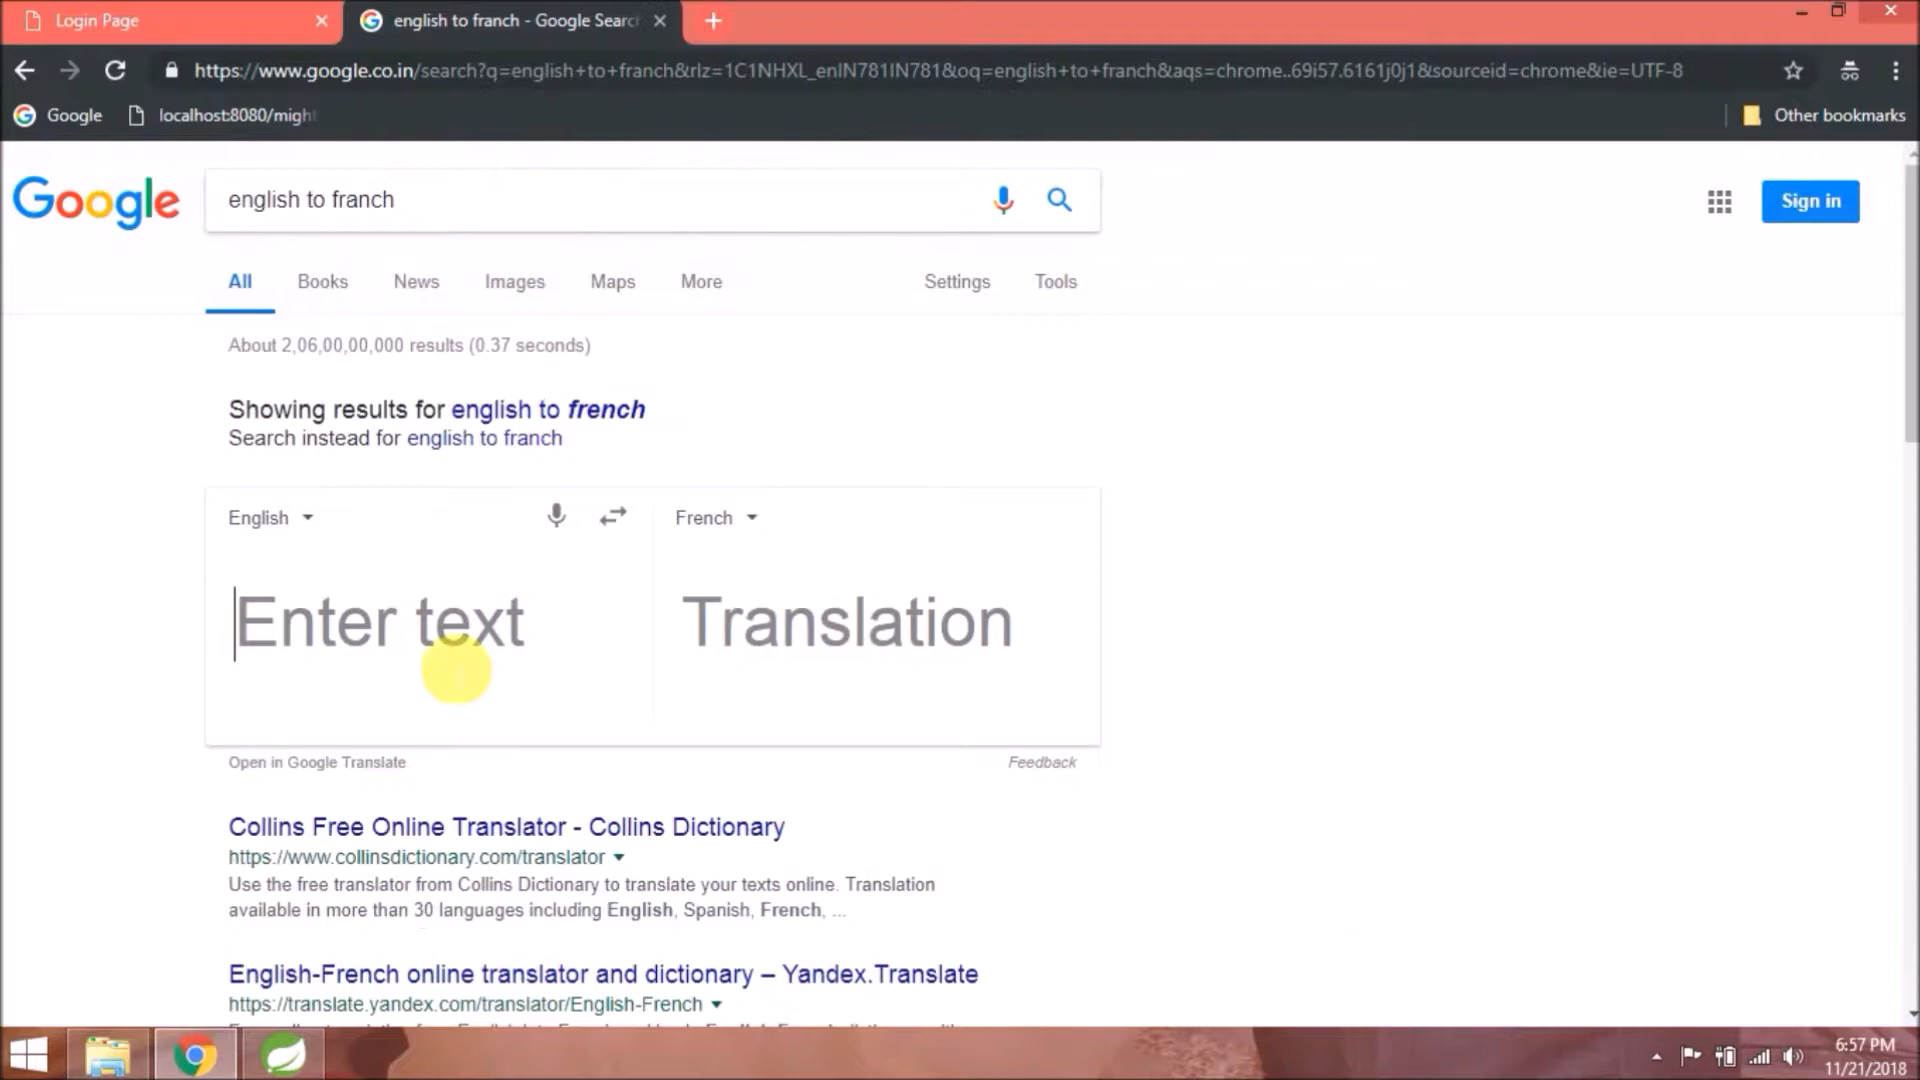 Login Page
english to franch - Google Searc
https://www.google.co.in/search?q=english+to+franch&rlz=1C1NHXL_enIN781IN781&oq=english+to+franch&aqs=chrome..69i57.6161j0j1&sourceid=chrome&ie=UTF-8
Google
localhost:8080/migh
Other bookmarks
Google
english to franch
Sign in
All
Books
News
Images
Maps
More
Settings
Tools
About 2,06,00,00,000 results (0.37 seconds)
Showing results for english to french
Search instead for english to franch
English
French
Enter text
Translation
Open in Google Translate
Feedback
Collins Free Online Translator - Collins Dictionary
https://www.collinsdictionary.com/translator
Use the free translator from Collins Dictionary to translate your texts online. Translation
available in more than 30 languages including English, Spanish, French, ...
English-French online translator and dictionary – Yandex.Translate
https://translate.yandex.com/translator/English-French
6:57 PM
11/21/2018